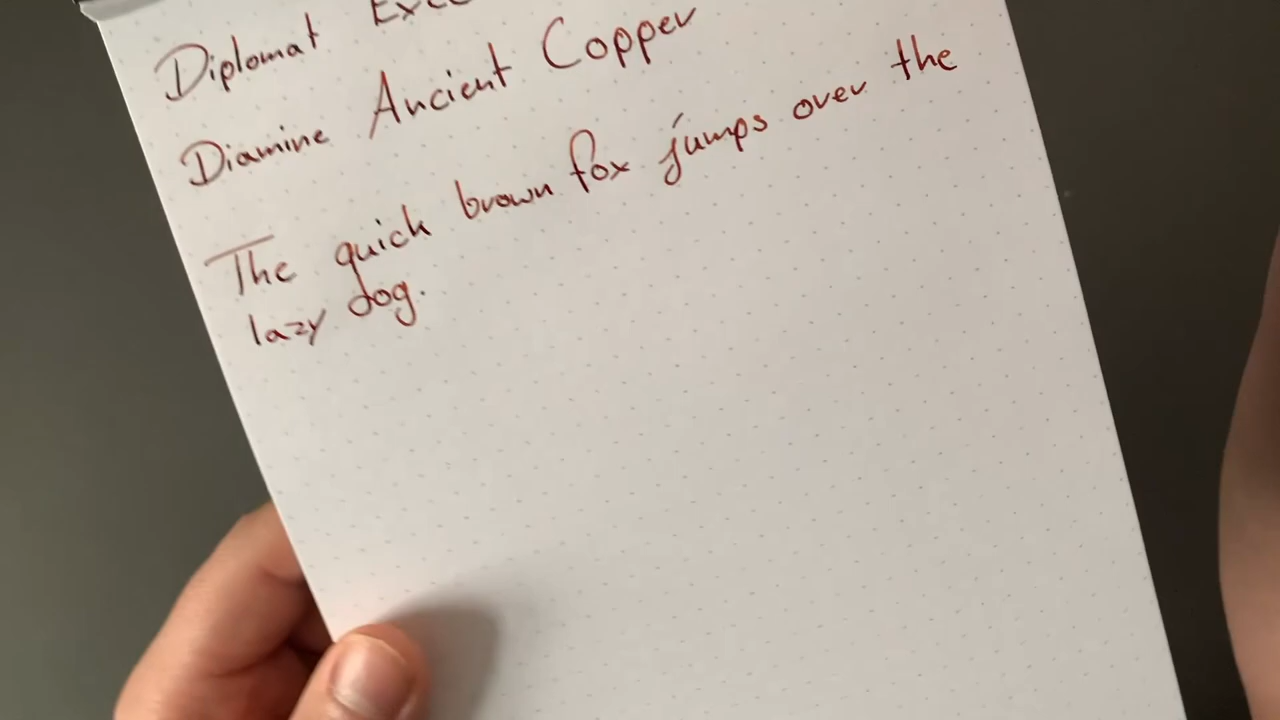 Diplomat
Diamine Ancient Copper
The quick brown fox jumps over the
lazy dog.